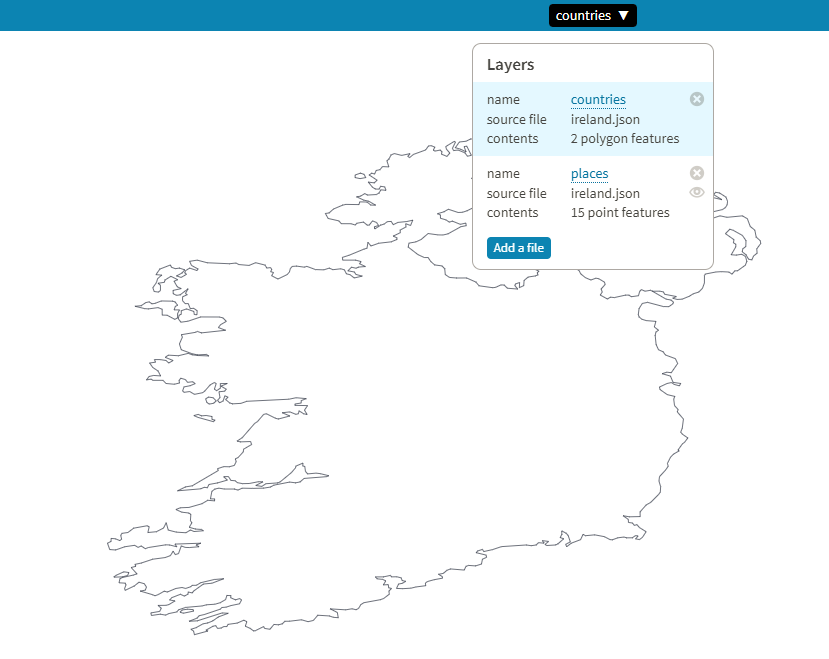 countries ▼
Layers
name countries
source file ireland.json
contents 2 polygon features
name places
source file ireland.json
contents 15 point features
Add a file